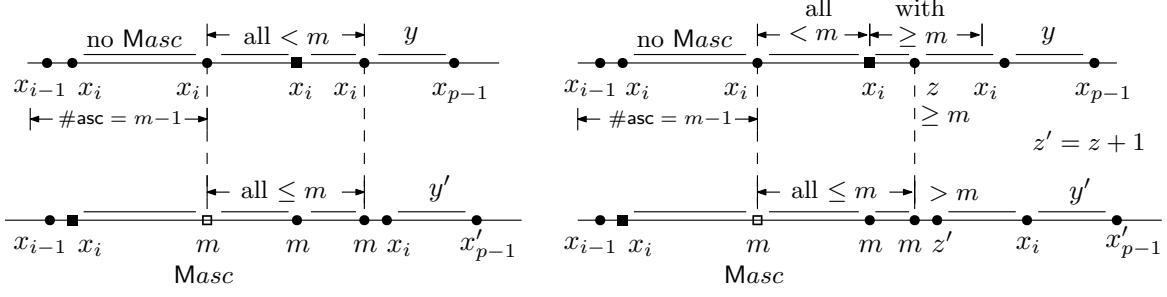 no Masc all < m y
x_{i−1} x_i x_i x_i x_i x_{p−1}
#asc = m−1
all ≤ m y′
x_{i−1} x_i m m m x_i x′_{p−1}
Masc
all with
no Masc < m ≥ m y
x_{i−1} x_i x_i x_i z x_i x_{p−1}
#asc = m−1 ≥ m
z′ = z + 1
all ≤ m > m y′
x_{i−1} x_i m m m z′ x_i x′_{p−1}
Masc